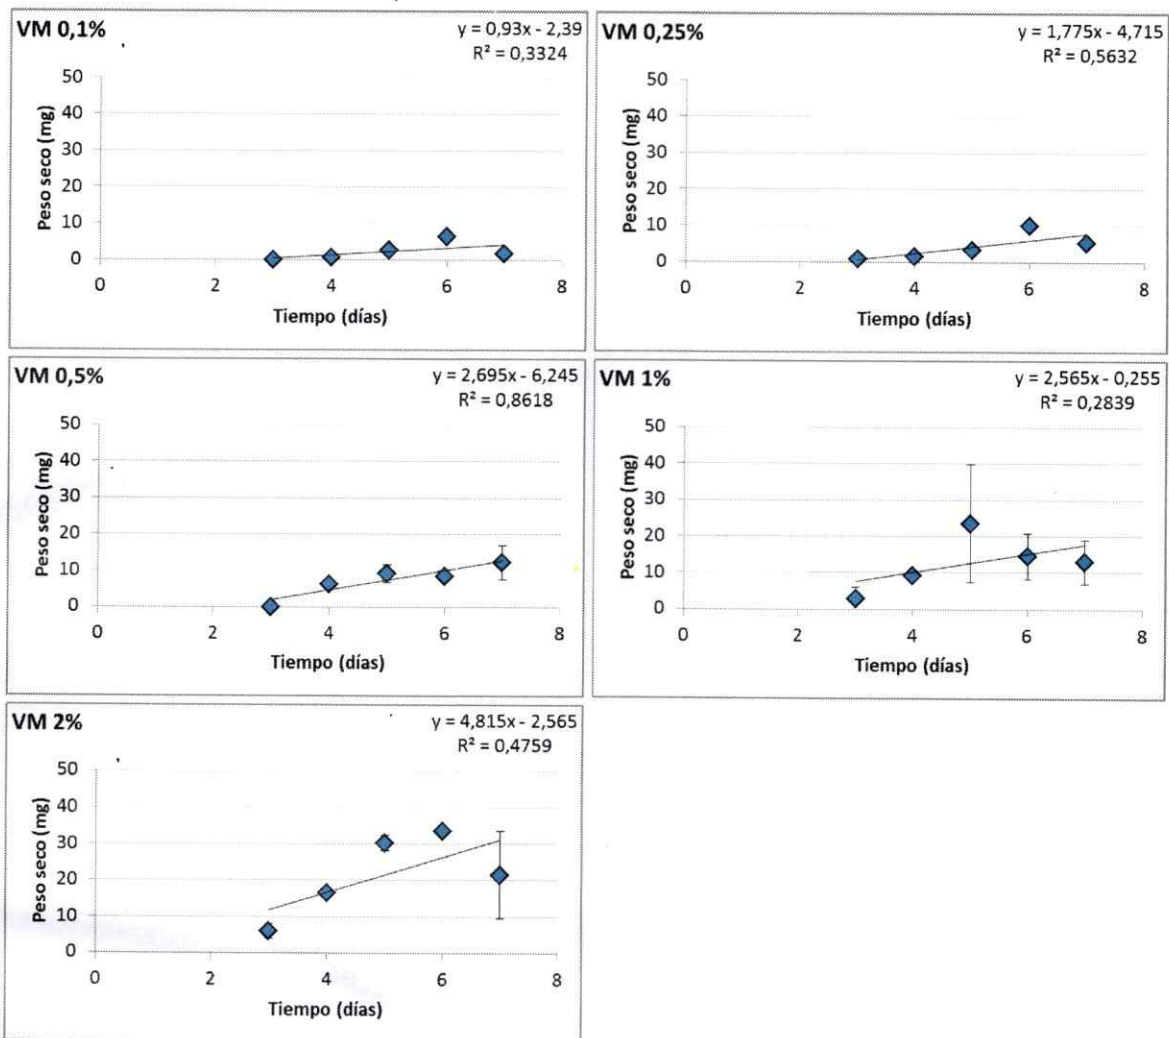 VM 0,1%
y = 0,93x - 2,39
R² = 0,3324
Peso seco (mg)
50
40
30
20
10
0
0 2 4 6 8
Tiempo (días)
VM 0,25%
y = 1,775x - 4,715
R² = 0,5632
Peso seco (mg)
50
40
30
20
10
0
0 2 4 6 8
Tiempo (días)
VM 0,5%
y = 2,695x - 6,245
R² = 0,8618
Peso seco (mg)
50
40
30
20
10
0
0 2 4 6 8
Tiempo (días)
VM 1%
y = 2,565x - 0,255
R² = 0,2839
Peso seco (mg)
50
40
30
20
10
0
0 2 4 6 8
Tiempo (días)
VM 2%
y = 4,815x - 2,565
R² = 0,4759
Peso seco (mg)
50
40
30
20
10
0
0 2 4 6 8
Tiempo (días)